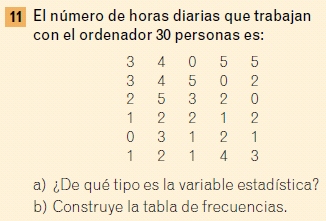 11 El número de horas diarias que trabajan
con el ordenador 30 personas es:
3 4 0 5 5
3 4 5 0 2
2 5 3 2 0
1 2 2 1 2
0 3 1 2 1
1 2 1 4 3
a) ¿De qué tipo es la variable estadística?
b) Construye la tabla de frecuencias.